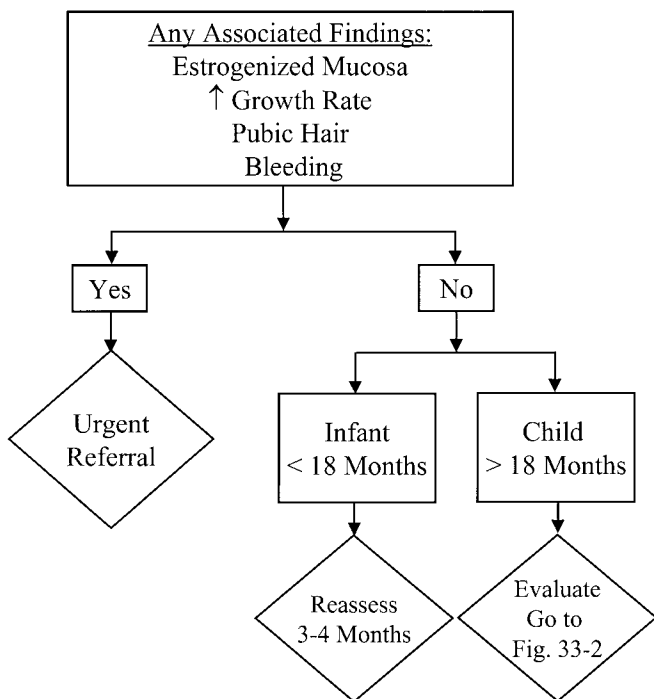 Any Associated Findings:
Estrogenized Mucosa
↑ Growth Rate
Pubic Hair
Bleeding
Yes
No
Urgent
Referral
Infant
< 18 Months
Child
> 18 Months
Reassess
3-4 Months
Evaluate
Go to
Fig. 33-2